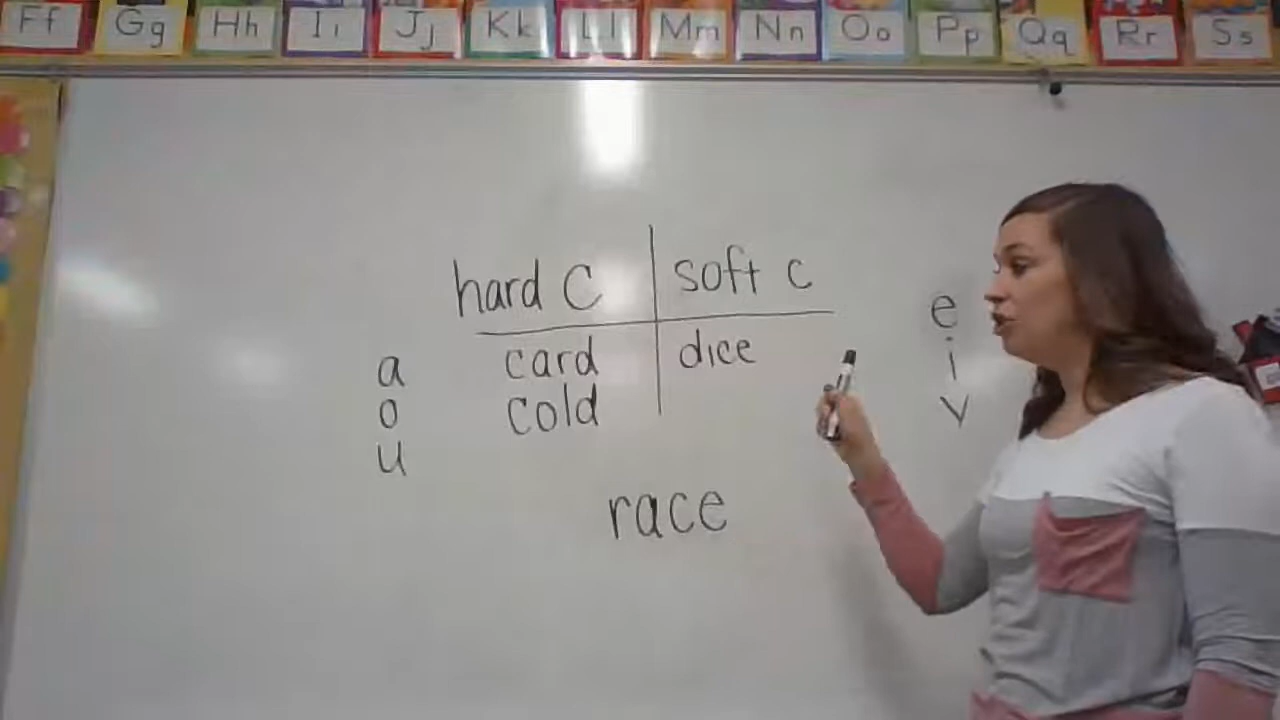 Ff Gg Hh Ii Jj Kk Ll Mm Nn Oo Pp Qq Rr Ss
hard C soft c
a card dice e
o cold i
u y
race